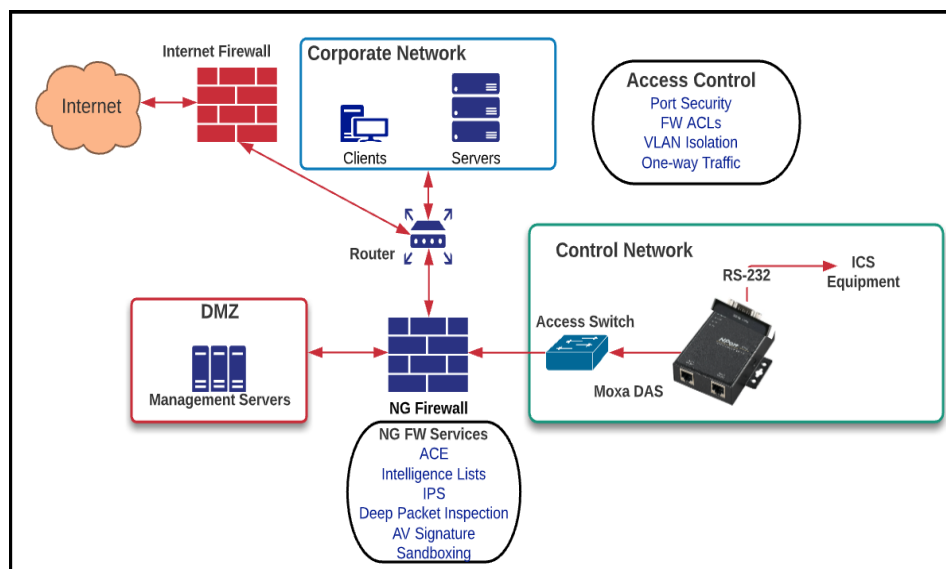 Internet Firewall
Internet
Corporate Network
Clients
Servers
Access Control
Port Security
FW ACLs
VLAN Isolation
One-way Traffic
Router
Control Network
RS-232
ICS
Equipment
Access Switch
Moxa DAS
NPort
DMZ
Management Servers
NG Firewall
NG FW Services
ACE
Intelligence Lists
IPS
Deep Packet Inspection
AV Signature
Sandboxing